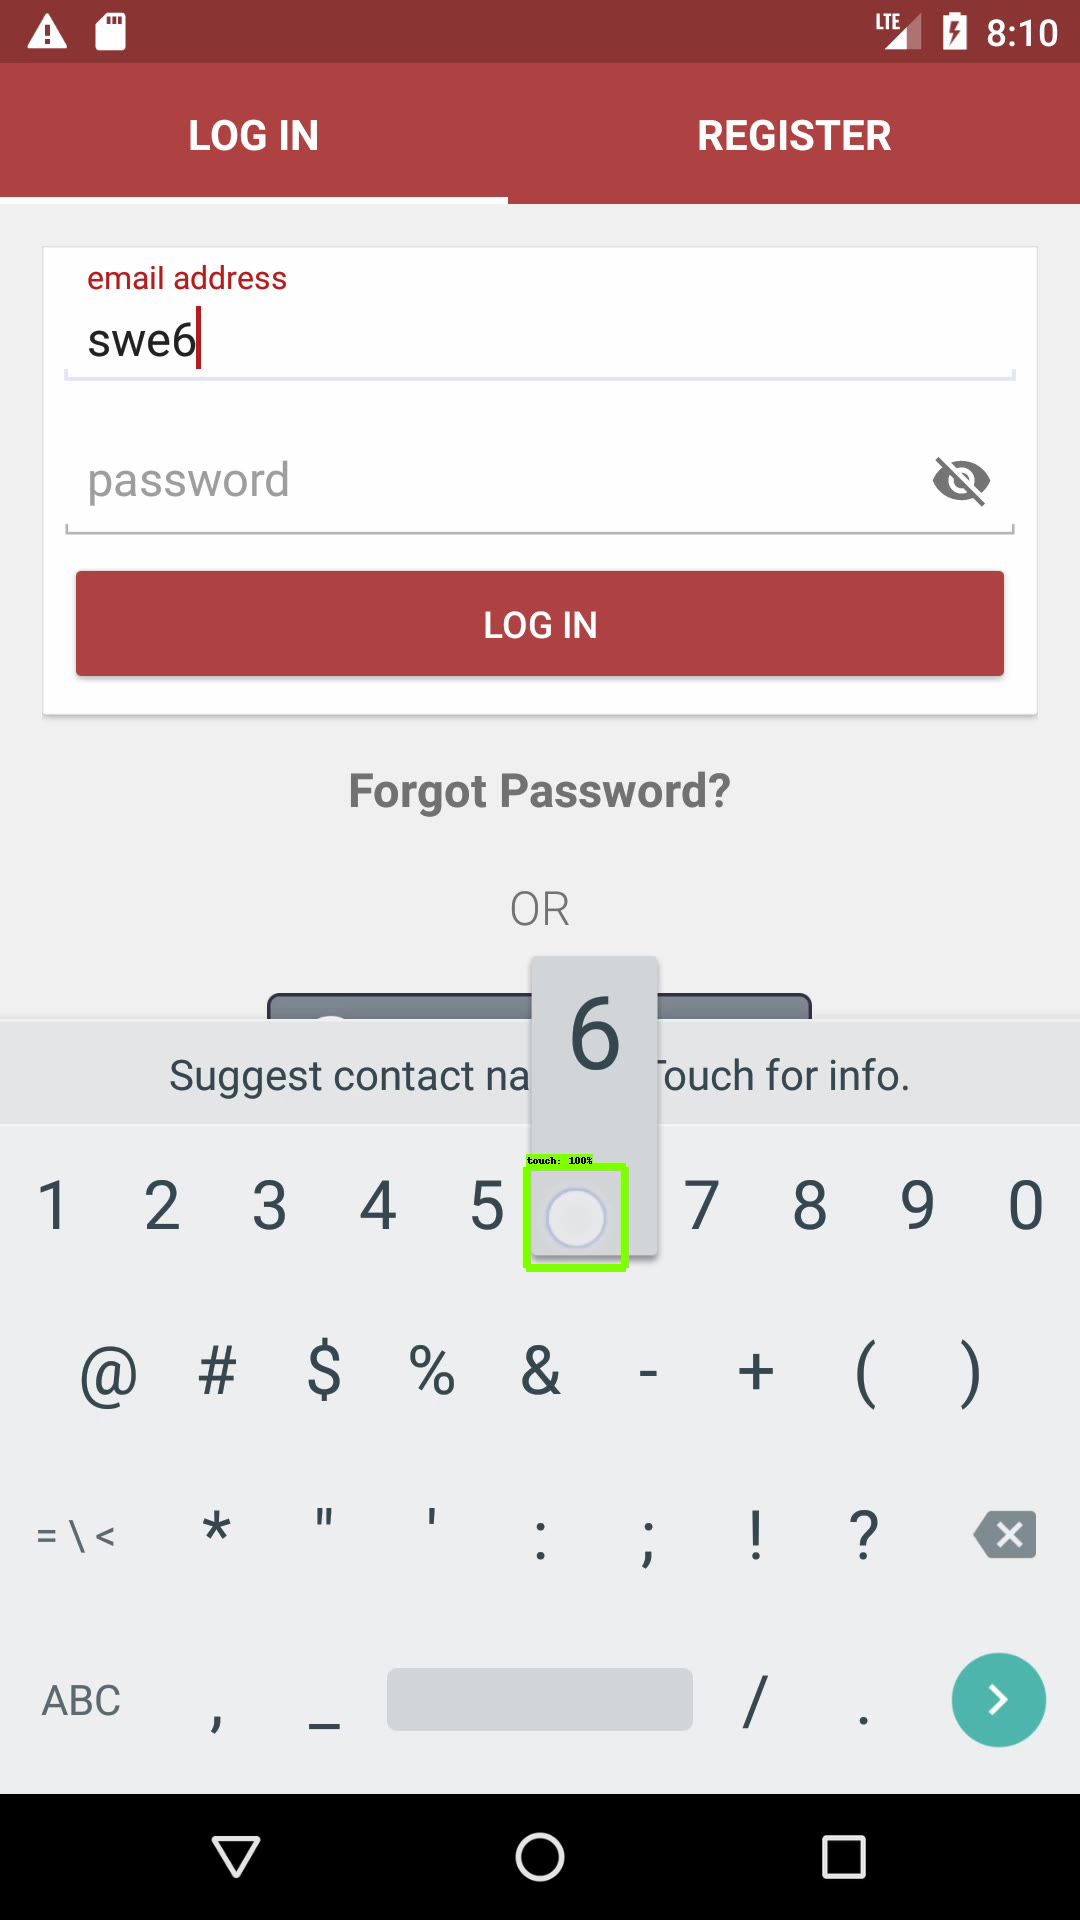 LTE 8:10
LOG IN REGISTER
email address
swe6
password
LOG IN
Forgot Password?
OR
6
Suggest contact na Touch for info.
touch: 100%
1 2 3 4 5 7 8 9 0
@ # $ % & - + ( )
= \ < * " ' : ; ! ?
ABC , _ / .